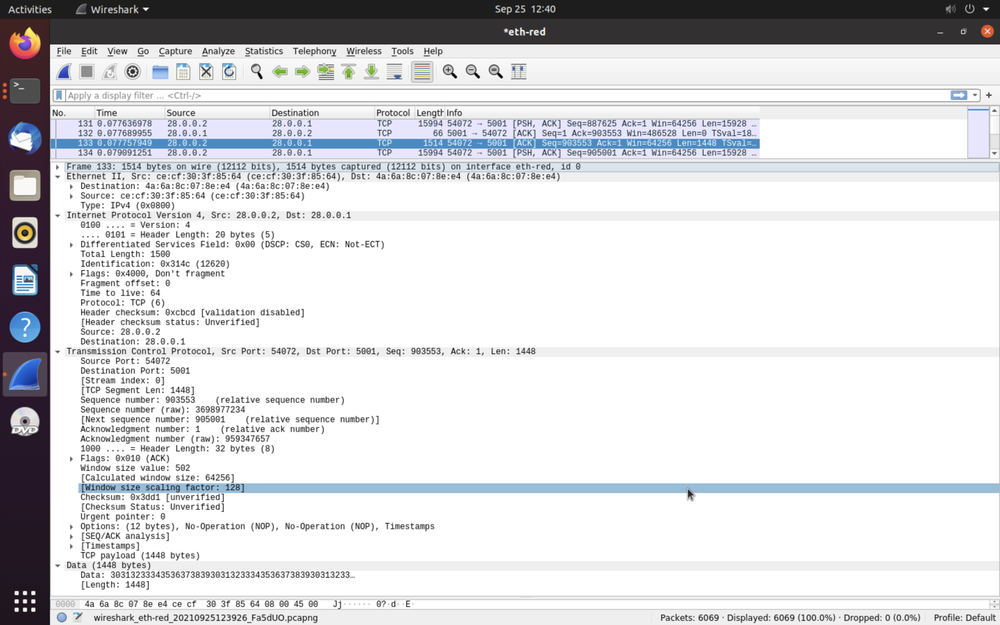 Activities Wireshark Sep 25 12:40
*eth-red
File Edit View Go Capture Analyze Statistics Telephony Wireless Tools Help
Apply a display filter ... <Ctrl-/>
No. Time Source Destination Protocol Length Info
131 0.077636978 28.0.0.2 28.0.0.1 TCP 15994 54072 → 5001 [PSH, ACK] Seq=887625 Ack=1 Win=64256 Len=15928 …
132 0.077689955 28.0.0.1 28.0.0.2 TCP 66 5001 → 54072 [ACK] Seq=1 Ack=903553 Win=486528 Len=0 TSval=18…
133 0.077757949 28.0.0.2 28.0.0.1 TCP 1514 54072 → 5001 [ACK] Seq=903553 Ack=1 Win=64256 Len=1448 TSval=…
134 0.079091251 28.0.0.2 28.0.0.1 TCP 15994 54072 → 5001 [PSH, ACK] Seq=905001 Ack=1 Win=64256 Len=15928 …
Frame 133: 1514 bytes on wire (12112 bits), 1514 bytes captured (12112 bits) on interface eth-red, id 0
Ethernet II, Src: ce:cf:30:3f:85:64 (ce:cf:30:3f:85:64), Dst: 4a:6a:8c:07:8e:e4 (4a:6a:8c:07:8e:e4)
Destination: 4a:6a:8c:07:8e:e4 (4a:6a:8c:07:8e:e4)
Source: ce:cf:30:3f:85:64 (ce:cf:30:3f:85:64)
Type: IPv4 (0x0800)
Internet Protocol Version 4, Src: 28.0.0.2, Dst: 28.0.0.1
0100 .... = Version: 4
.... 0101 = Header Length: 20 bytes (5)
Differentiated Services Field: 0x00 (DSCP: CS0, ECN: Not-ECT)
Total Length: 1500
Identification: 0x314c (12620)
Flags: 0x4000, Don't fragment
Fragment offset: 0
Time to live: 64
Protocol: TCP (6)
Header checksum: 0xcbcd [validation disabled]
[Header checksum status: Unverified]
Source: 28.0.0.2
Destination: 28.0.0.1
Transmission Control Protocol, Src Port: 54072, Dst Port: 5001, Seq: 903553, Ack: 1, Len: 1448
Source Port: 54072
Destination Port: 5001
[Stream index: 0]
[TCP Segment Len: 1448]
Sequence number: 903553 (relative sequence number)
Sequence number (raw): 3698977234
[Next sequence number: 905001 (relative sequence number)]
Acknowledgment number: 1 (relative ack number)
Acknowledgment number (raw): 959347657
1000 .... = Header Length: 32 bytes (8)
Flags: 0x010 (ACK)
Window size value: 502
[Calculated window size: 64256]
[Window size scaling factor: 128]
Checksum: 0x3dd1 [unverified]
[Checksum Status: Unverified]
Urgent pointer: 0
Options: (12 bytes), No-Operation (NOP), No-Operation (NOP), Timestamps
[SEQ/ACK analysis]
[Timestamps]
TCP payload (1448 bytes)
Data (1448 bytes)
Data: 303132333435363738393031323334353637383930313233…
[Length: 1448]
0000 4a 6a 8c 07 8e e4 ce cf 30 3f 85 64 08 00 45 00 Jj······ 0?·d··E·
wireshark_eth-red_20210925123926_Fa5dUO.pcapng Packets: 6069 · Displayed: 6069 (100.0%) · Dropped: 0 (0.0%) Profile: Default
DVD